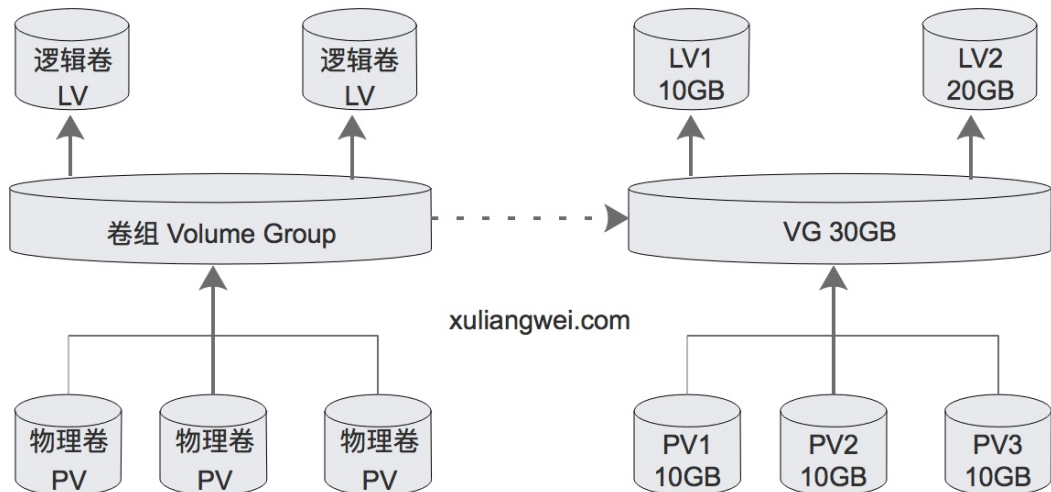 逻辑卷
LV
逻辑卷
LV
LV1
10GB
LV2
20GB
卷组 Volume Group
VG 30GB
xuliangwei.com
物理卷
PV
物理卷
PV
物理卷
PV
PV1
10GB
PV2
10GB
PV3
10GB